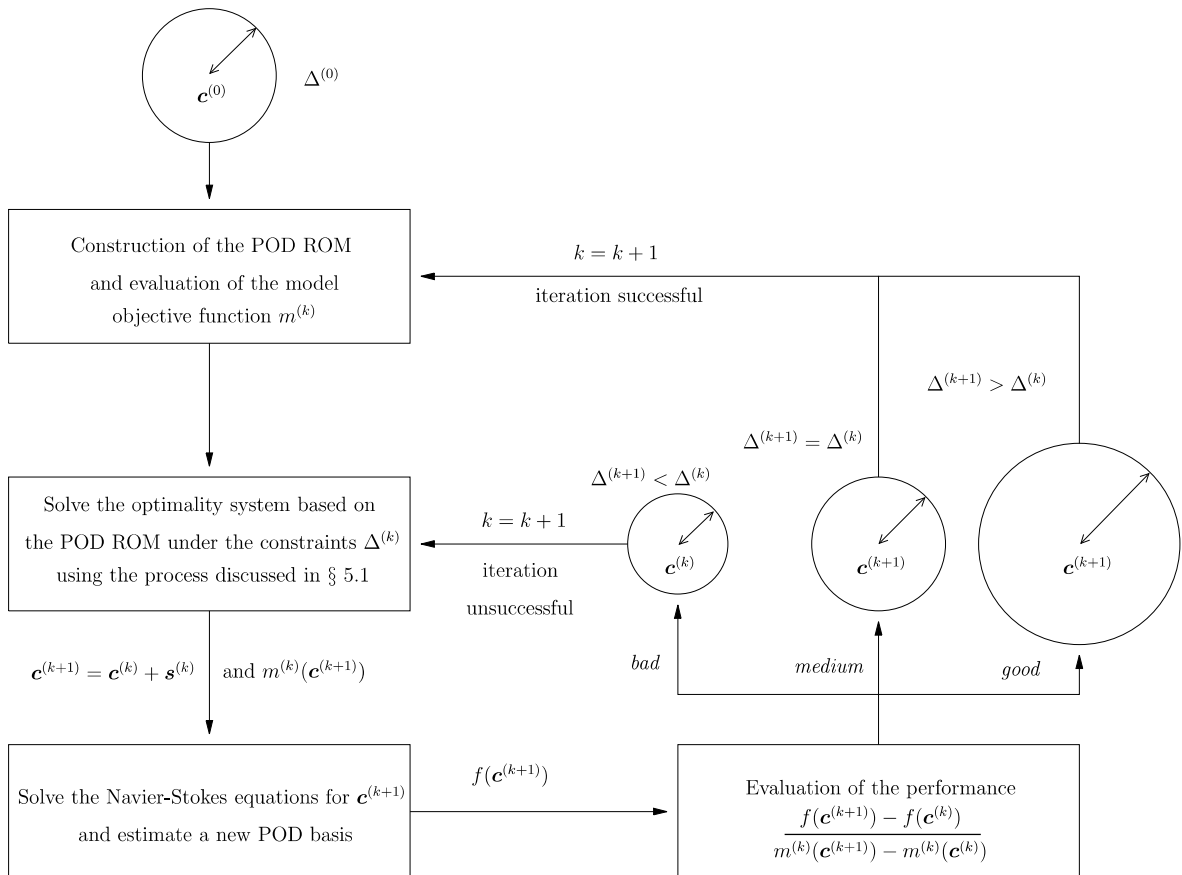 c^{(0)}
Δ^{(0)}
Construction of the POD ROM
and evaluation of the model
objective function m^{(k)}
k = k + 1
iteration successful
Δ^{(k+1)} > Δ^{(k)}
Δ^{(k+1)} = Δ^{(k)}
Δ^{(k+1)} < Δ^{(k)}
Solve the optimality system based on
the POD ROM under the constraints Δ^{(k)}
using the process discussed in § 5.1
k = k + 1
iteration
unsuccessful
c^{(k)}
c^{(k+1)}
c^{(k+1)}
c^{(k+1)} = c^{(k)} + s^{(k)}
and m^{(k)}(c^{(k+1)})
bad
medium
good
Solve the Navier-Stokes equations for c^{(k+1)}
and estimate a new POD basis
f(c^{(k+1)})
Evaluation of the performance
f(c^{(k+1)}) − f(c^{(k)})
m^{(k)}(c^{(k+1)}) − m^{(k)}(c^{(k)})